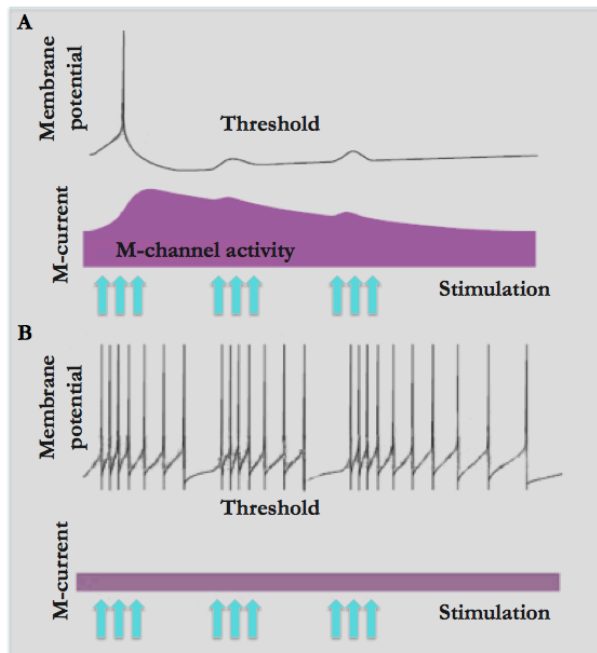 A
Membrane
potential
Threshold
M-current
M-channel activity
Stimulation
B
Membrane
potential
Threshold
M-current
Stimulation